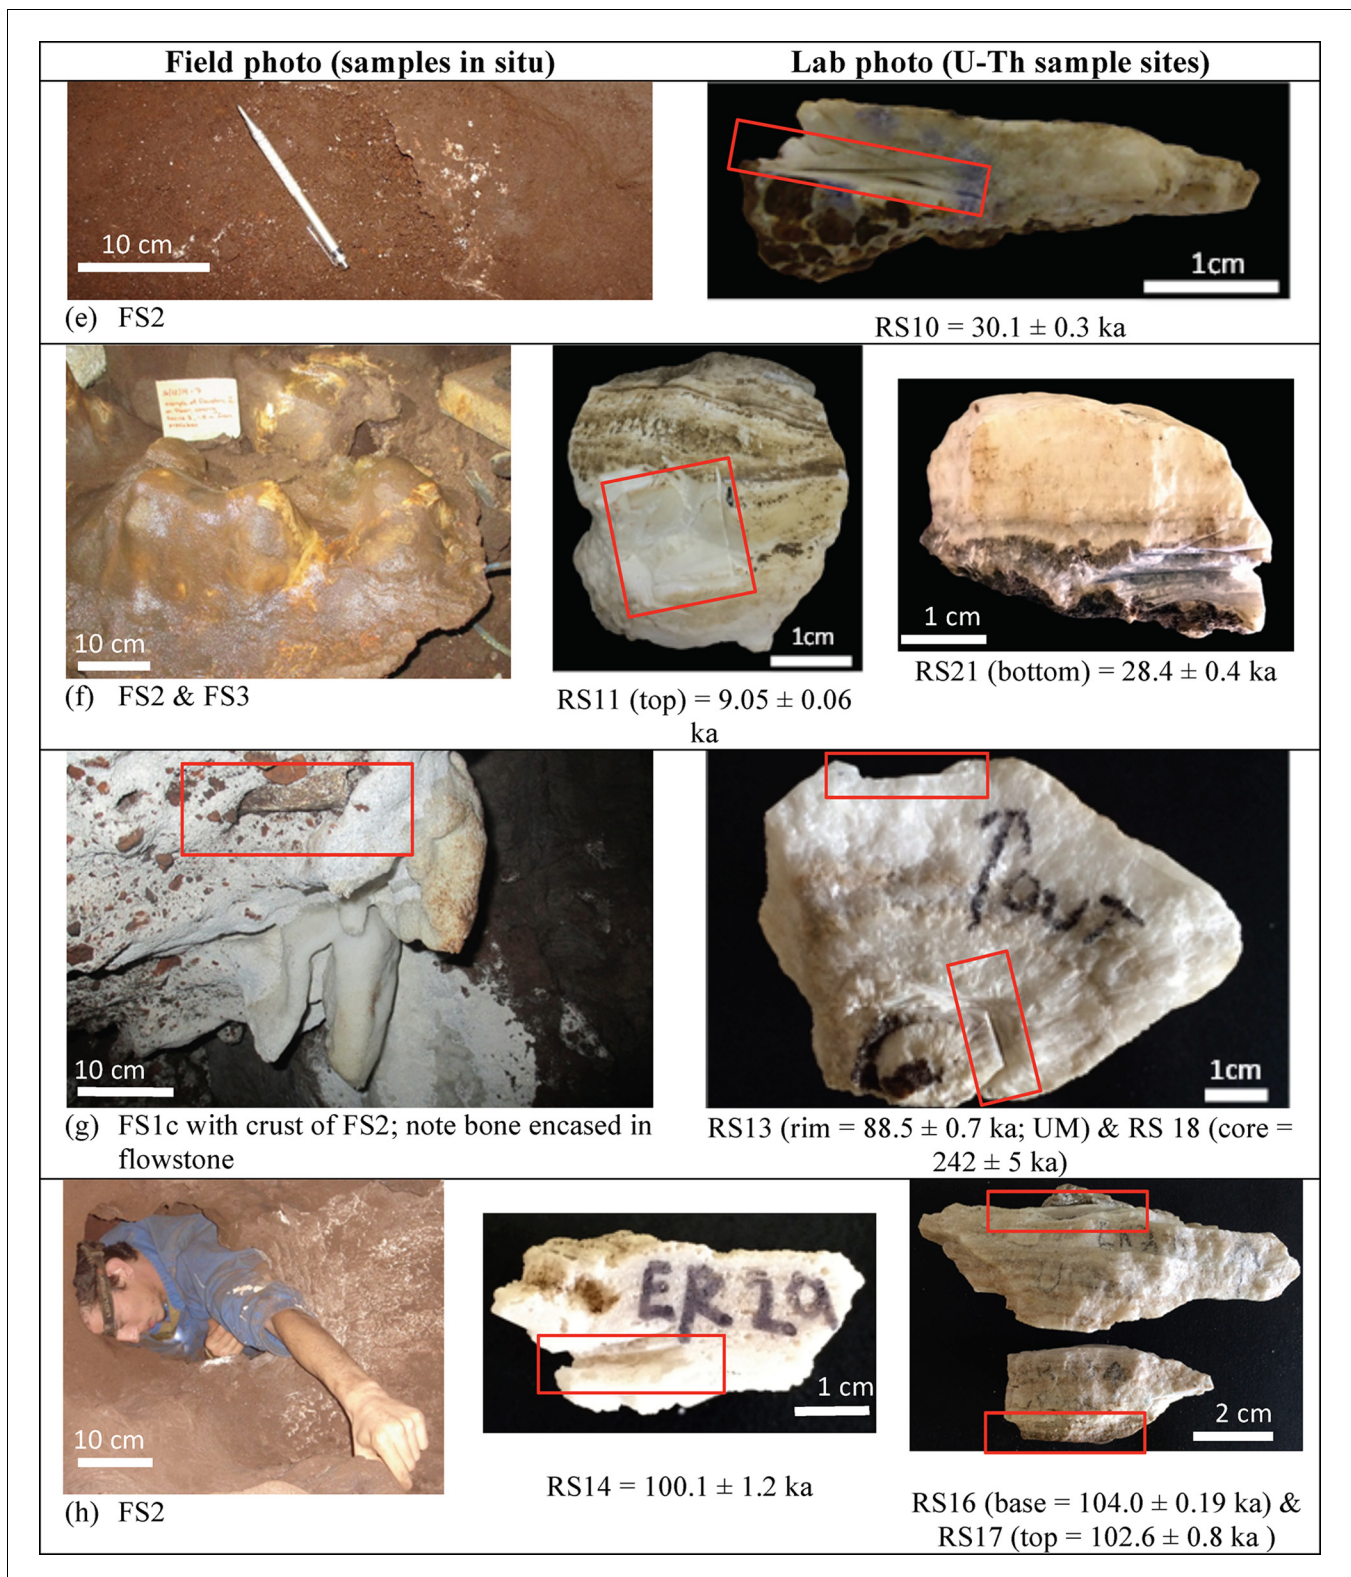 Field photo (samples in situ)
Lab photo (U-Th sample sites)
10 cm
1cm
(e) FS2
RS10 = 30.1 ± 0.3 ka
10 cm
1cm
1 cm
(f) FS2 & FS3
RS11 (top) = 9.05 ± 0.06
ka
RS21 (bottom) = 28.4 ± 0.4 ka
10 cm
1cm
(g) FS1c with crust of FS2; note bone encased in
flowstone
RS13 (rim = 88.5 ± 0.7 ka; UM) & RS 18 (core =
242 ± 5 ka)
10 cm
ER29
1 cm
2 cm
(h) FS2
RS14 = 100.1 ± 1.2 ka
RS16 (base = 104.0 ± 0.19 ka) &
RS17 (top = 102.6 ± 0.8 ka )